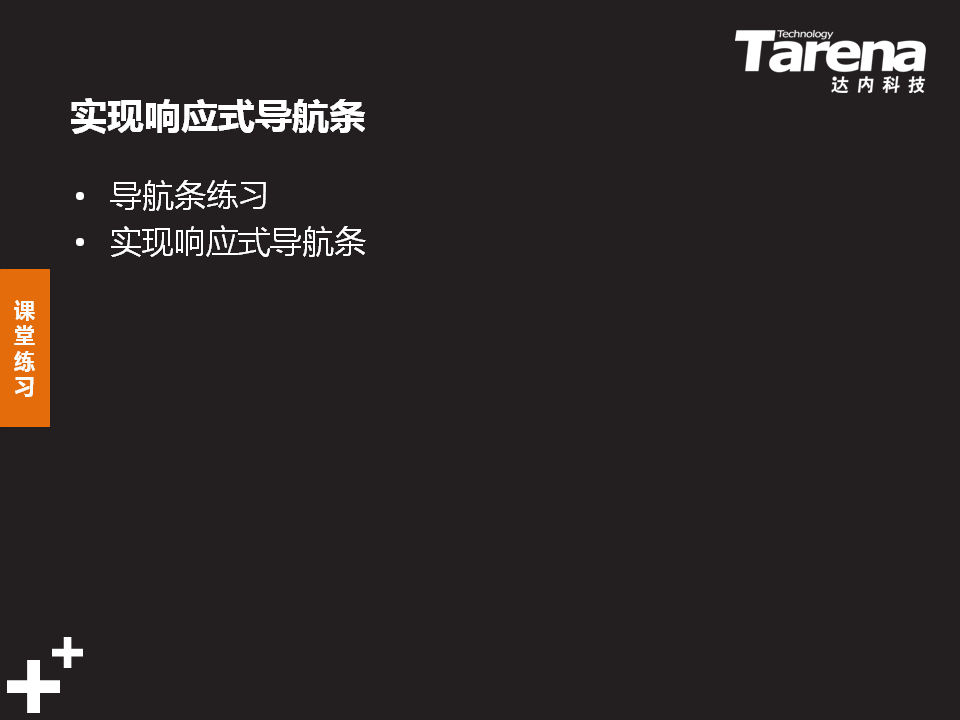 Technology
Tarena
达内科技
实现响应式导航条
• 导航条练习
• 实现响应式导航条
课堂练习